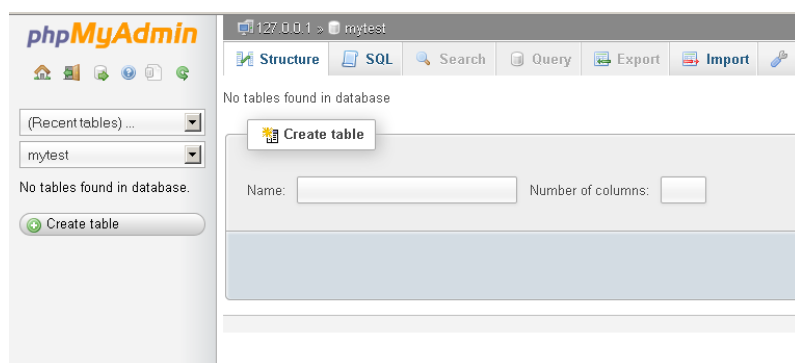 phpMyAdmin
(Recent tables) ...
mytest
No tables found in database.
Create table
127.0.0.1 » mytest
Structure SQL Search Query Export Import
No tables found in database
Create table
Name: Number of columns: